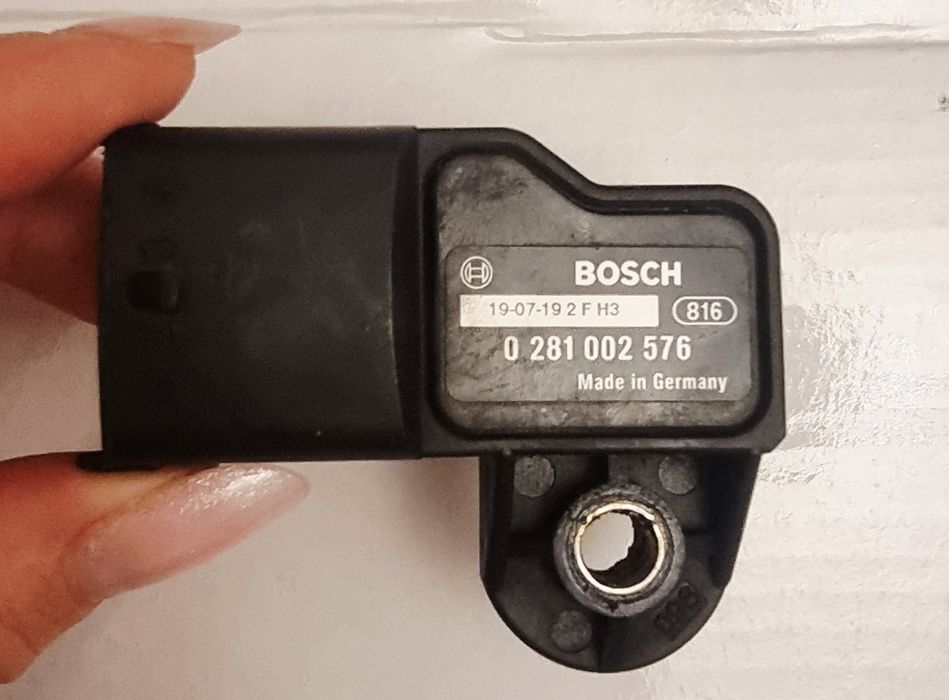 BOSCH
19-07-19 2 F H3
816
0 281 002 576
Made in Germany